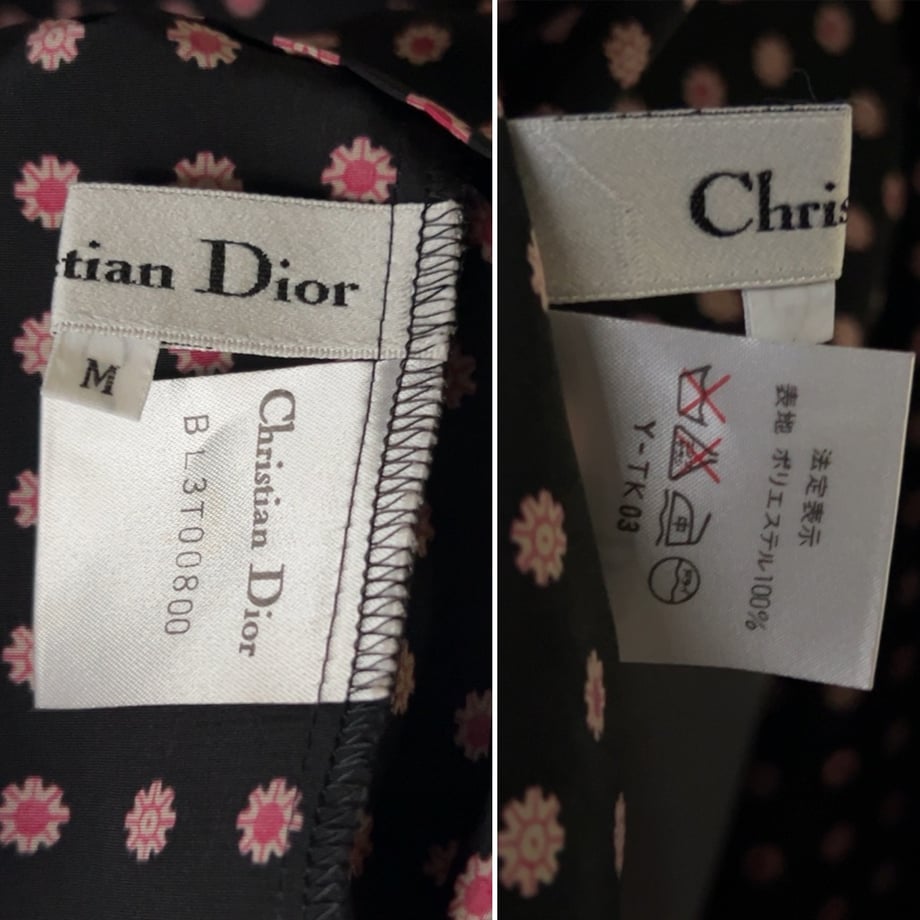 tian Dior
M
Christian Dior
BL3T00800
Chris
法定表示
表地 ポリエステル100%
Y-TK03